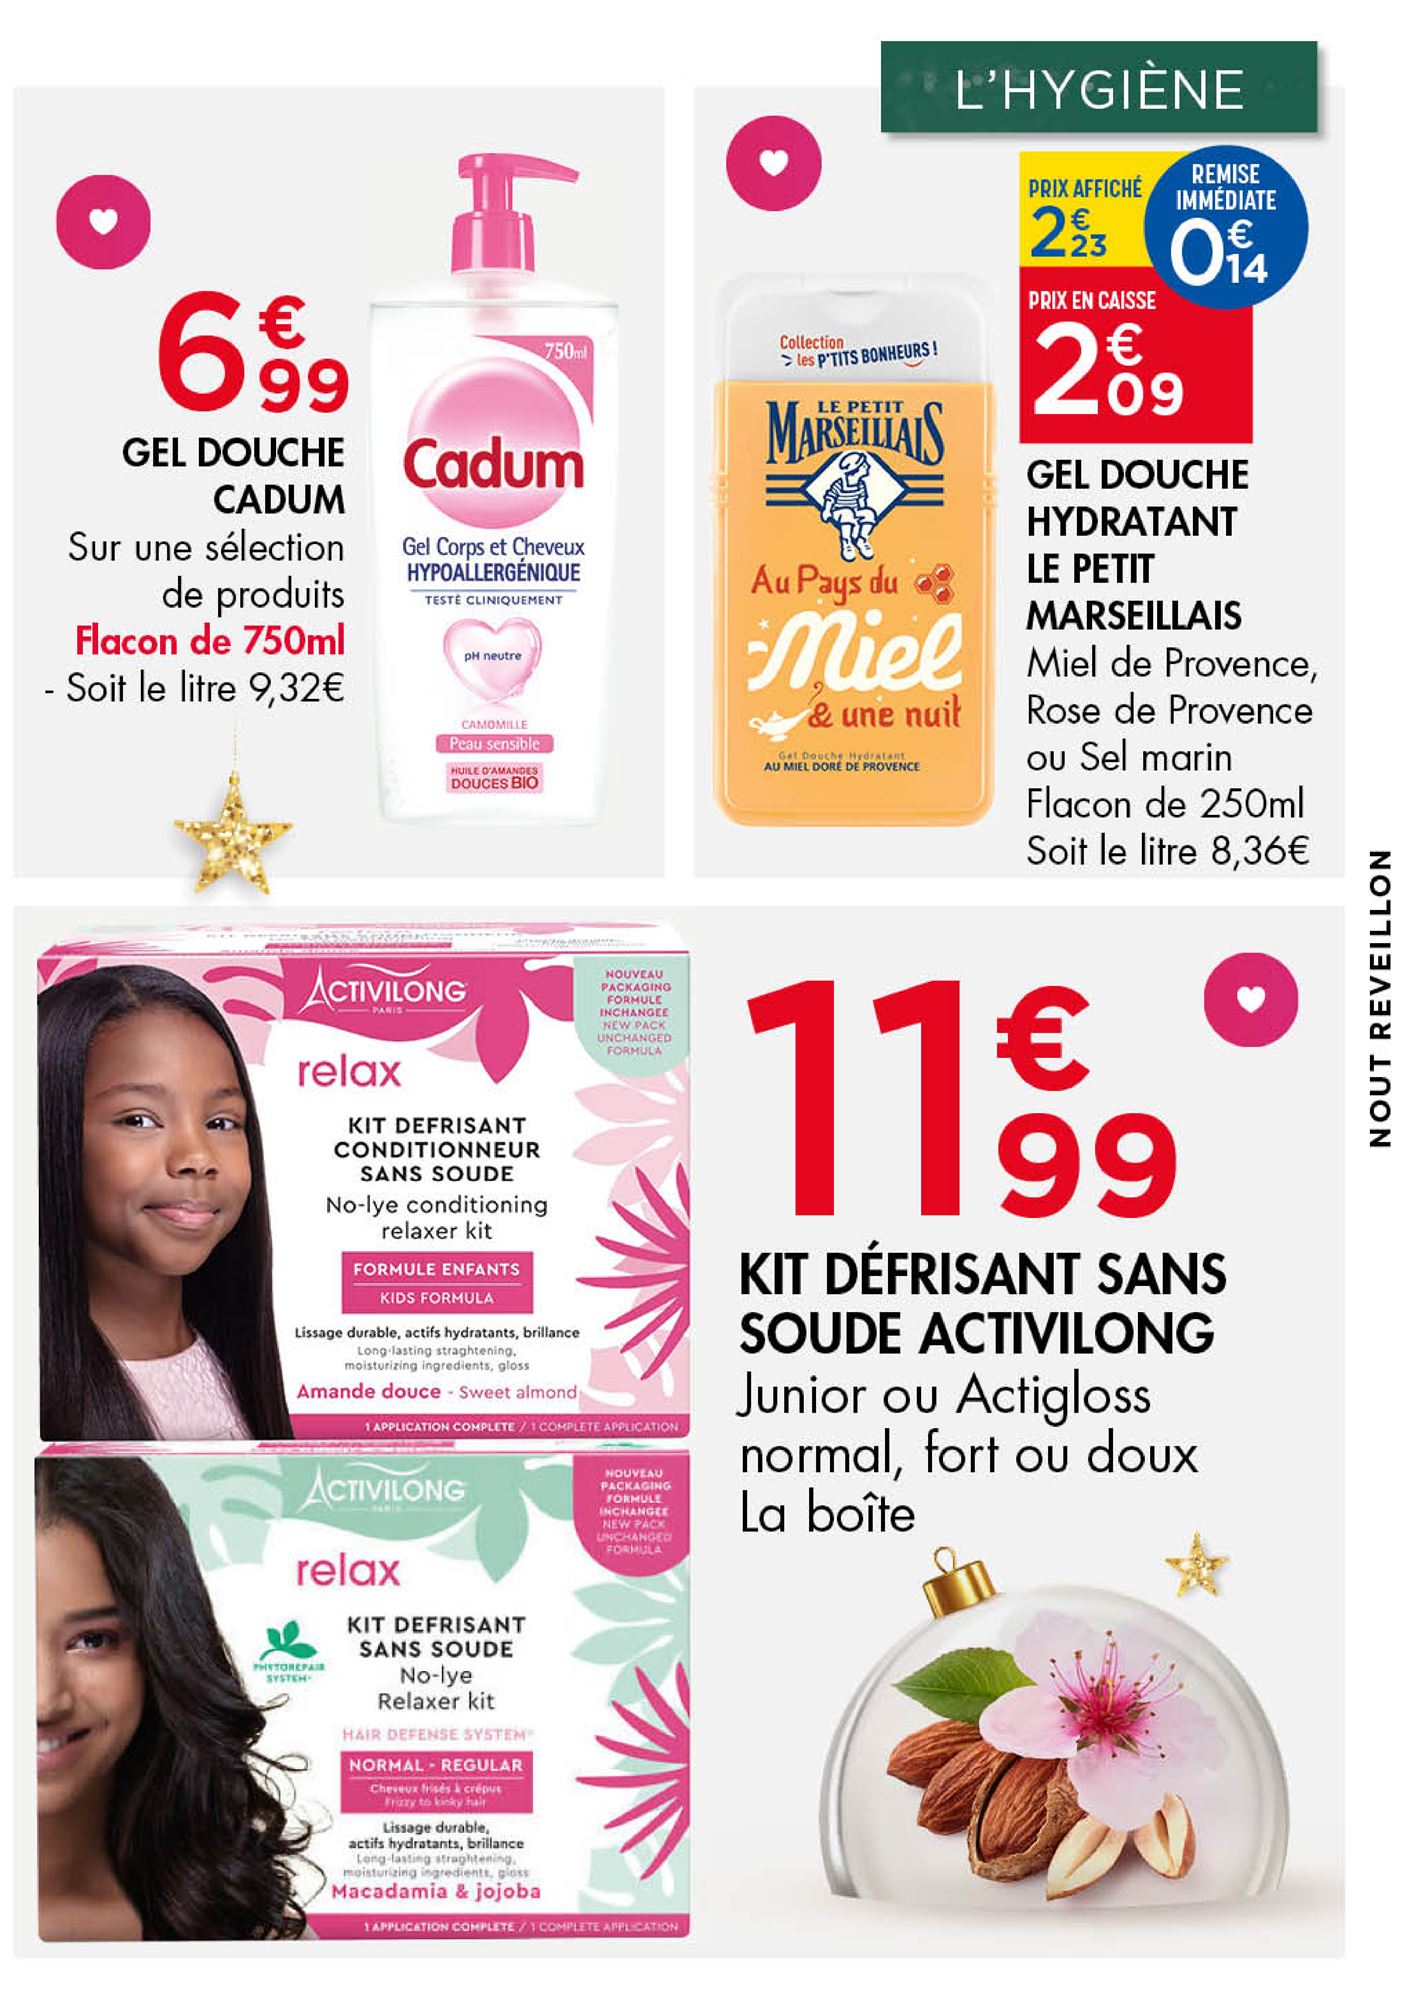 L'HYGIÈNE
6€99
GEL DOUCHE
CADUM
Sur une sélection
de produits
Flacon de 750ml
- Soit le litre 9,32€
750ml
Cadum
Gel Corps et Cheveux
HYPOALLERGÉNIQUE
TESTÉ CLINIQUEMENT
pH neutre
CAMOMILLE
Peau sensible
HUILE D'AMANDES
DOUCES BIO
Collection
les P'TITS BONHEURS !
LE PETIT
MARSEILLAIS
Au Pays du
Miel
& une nuit
Gel Douche Hydratant
AU MIEL DORÉ DE PROVENCE
PRIX AFFICHÉ
2€23
REMISE
IMMÉDIATE
0€14
PRIX EN CAISSE
2€09
GEL DOUCHE
HYDRATANT
LE PETIT
MARSEILLAIS
Miel de Provence,
Rose de Provence
ou Sel marin
Flacon de 250ml
Soit le litre 8,36€
NOUT REVEILLON
ACTIVILONG
PARIS
NOUVEAU
PACKAGING
FORMULE
INCHANGEE
NEW PACK
UNCHANGED
FORMULA
relax
KIT DEFRISANT
CONDITIONNEUR
SANS SOUDE
No-lye conditioning
relaxer kit
FORMULE ENFANTS
KIDS FORMULA
Lissage durable, actifs hydratants, brillance
Long-lasting straghtening,
moisturizing ingredients, gloss
Amande douce - Sweet almond
1 APPLICATION COMPLETE / 1 COMPLETE APPLICATION
ACTIVILONG
PARIS
NOUVEAU
PACKAGING
FORMULE
INCHANGEE
NEW PACK
UNCHANGED
FORMULA
relax
PHYTOREPAIR
SYSTEM
KIT DEFRISANT
SANS SOUDE
No-lye
Relaxer kit
HAIR DEFENSE SYSTEM
NORMAL - REGULAR
Cheveux frisés à crépus
Frizzy to kinky hair
Lissage durable,
actifs hydratants, brillance
Long-lasting straghtening,
moisturizing ingredients, gloss
Macadamia & jojoba
1 APPLICATION COMPLETE / 1 COMPLETE APPLICATION
11€99
KIT DÉFRISANT SANS
SOUDE ACTIVILONG
Junior ou Actigloss
normal, fort ou doux
La boîte